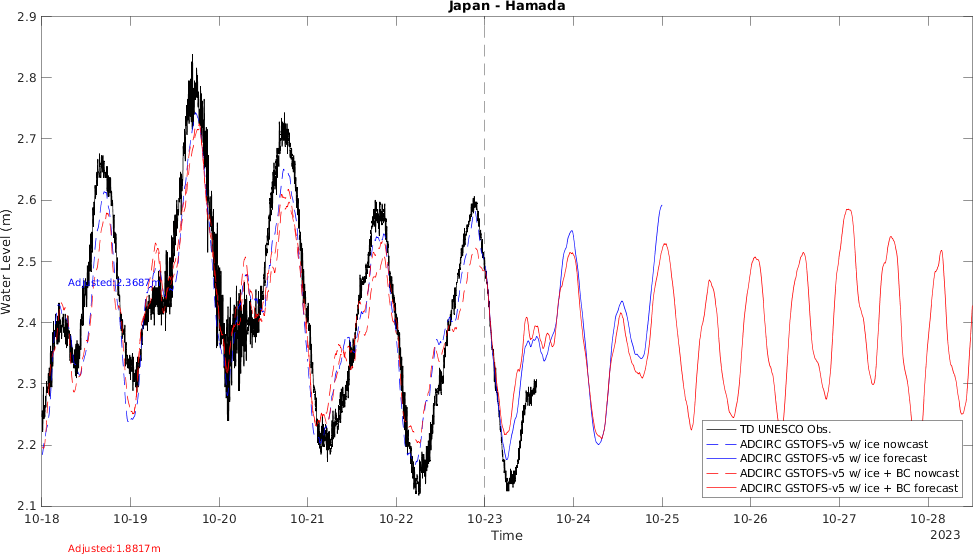 Japan - Hamada
2.9
2.8
2.7
2.6
2.5
2.4
2.3
2.2
2.1
Water Level (m)
Adjusted:2.3687m
TD UNESCO Obs.
ADCIRC GSTOFS-v5 w/ ice nowcast
ADCIRC GSTOFS-v5 w/ ice forecast
ADCIRC GSTOFS-v5 w/ ice + BC nowcast
ADCIRC GSTOFS-v5 w/ ice + BC forecast
10-18 10-19 10-20 10-21 10-22 10-23 10-24 10-25 10-26 10-27 10-28
Time
2023
Adjusted:1.8817m